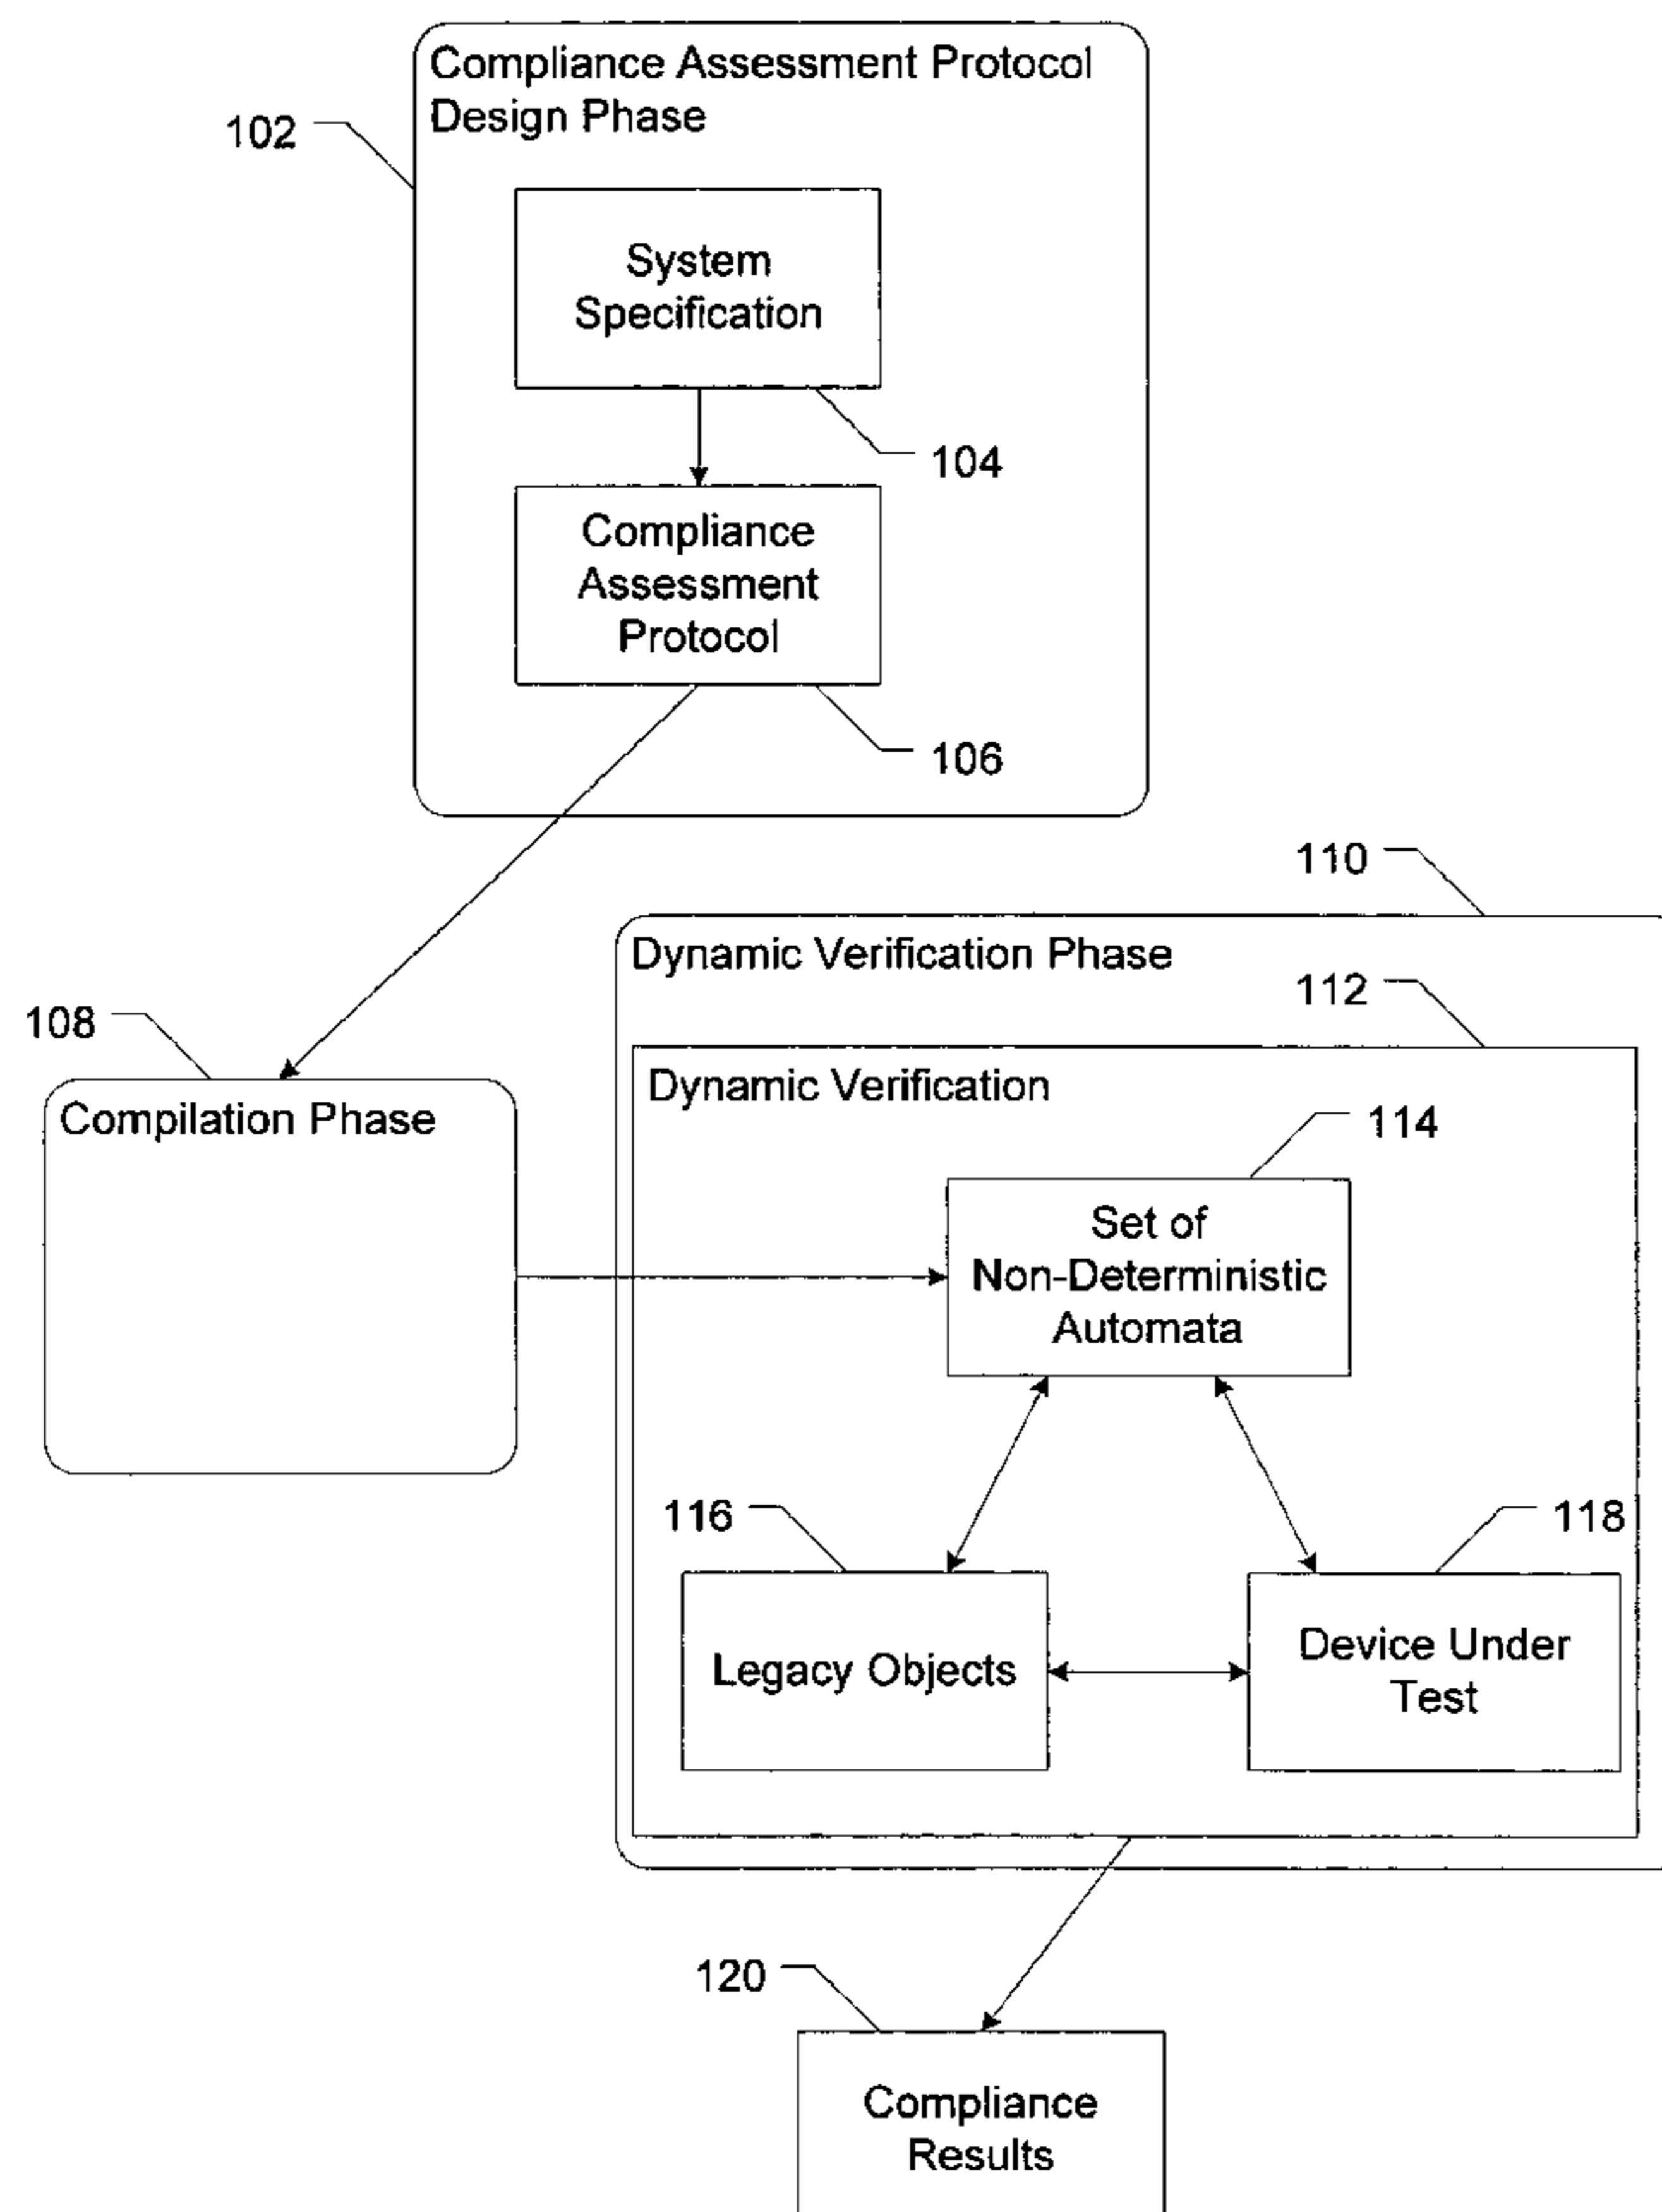 Compliance Assessment Protocol
Design Phase
102
System
Specification
104
Compliance
Assessment
Protocol
106
110
Dynamic Verification Phase
112
108
Dynamic Verification
Compilation Phase
114
Set of
Non-Deterministic
Automata
116
118
Legacy Objects
Device Under
Test
120
Compliance
Results